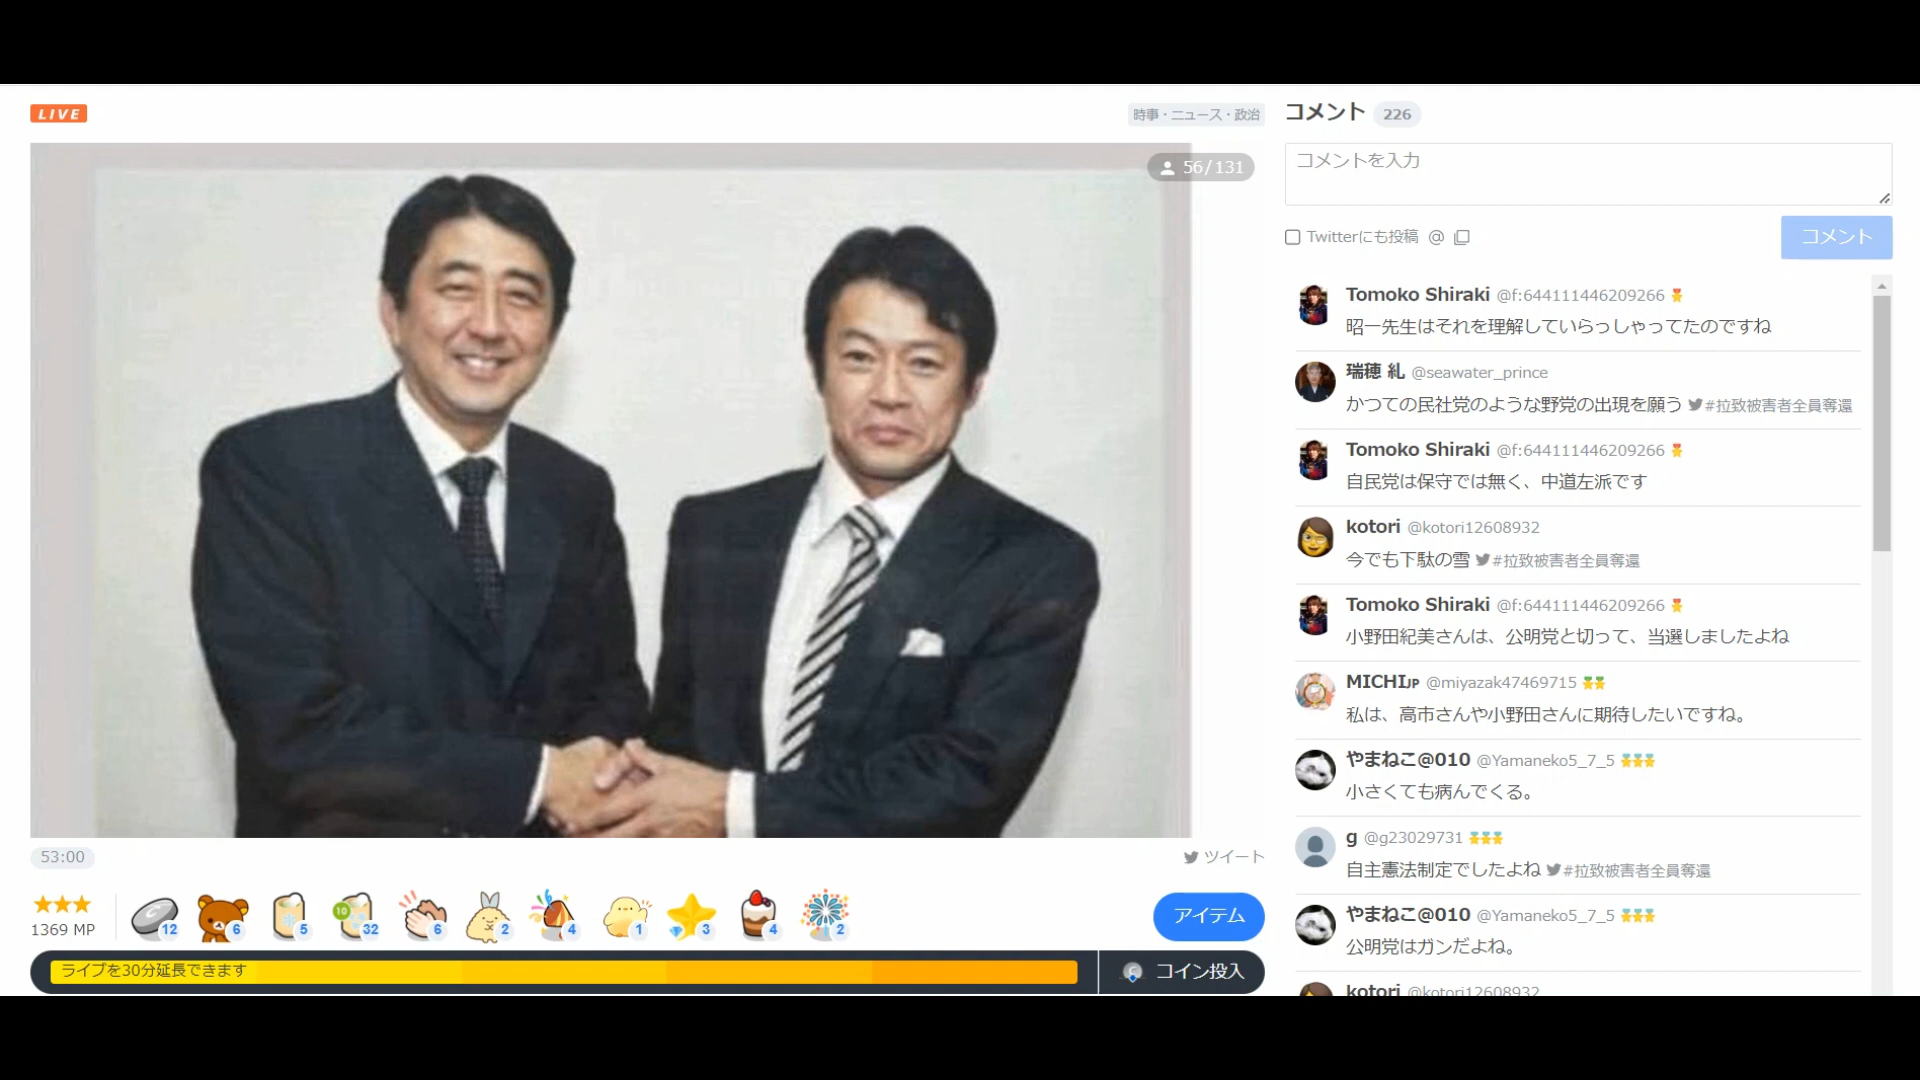 LIVE
時事・ニュース・政治
56/131
53:00
ツイート
1369 MP
12
6
5
10
32
6
2
4
1
3
4
2
アイテム
ライブを30分延長できます
コイン投入
コメント 226
コメントを入力
Twitterにも投稿 @
コメント
Tomoko Shiraki @f:644111446209266
昭一先生はそれを理解していらっしゃってたのですね
瑞穂 糺 @seawater_prince
かつての民社党のような野党の出現を願う #拉致被害者全員奪還
Tomoko Shiraki @f:644111446209266
自民党は保守では無く、中道左派です
kotori @kotori12608932
今でも下駄の雪 #拉致被害者全員奪還
Tomoko Shiraki @f:644111446209266
小野田紀美さんは、公明党と切って、当選しましたよね
MICHIJP @miyazak47469715
私は、高市さんや小野田さんに期待したいですね。
やまねこ@010 @Yamaneko5_7_5
小さくても病んでくる。
g @g23029731
自主憲法制定でしたよね #拉致被害者全員奪還
やまねこ@010 @Yamaneko5_7_5
公明党はガンだよね。
kotori @kotori12608932